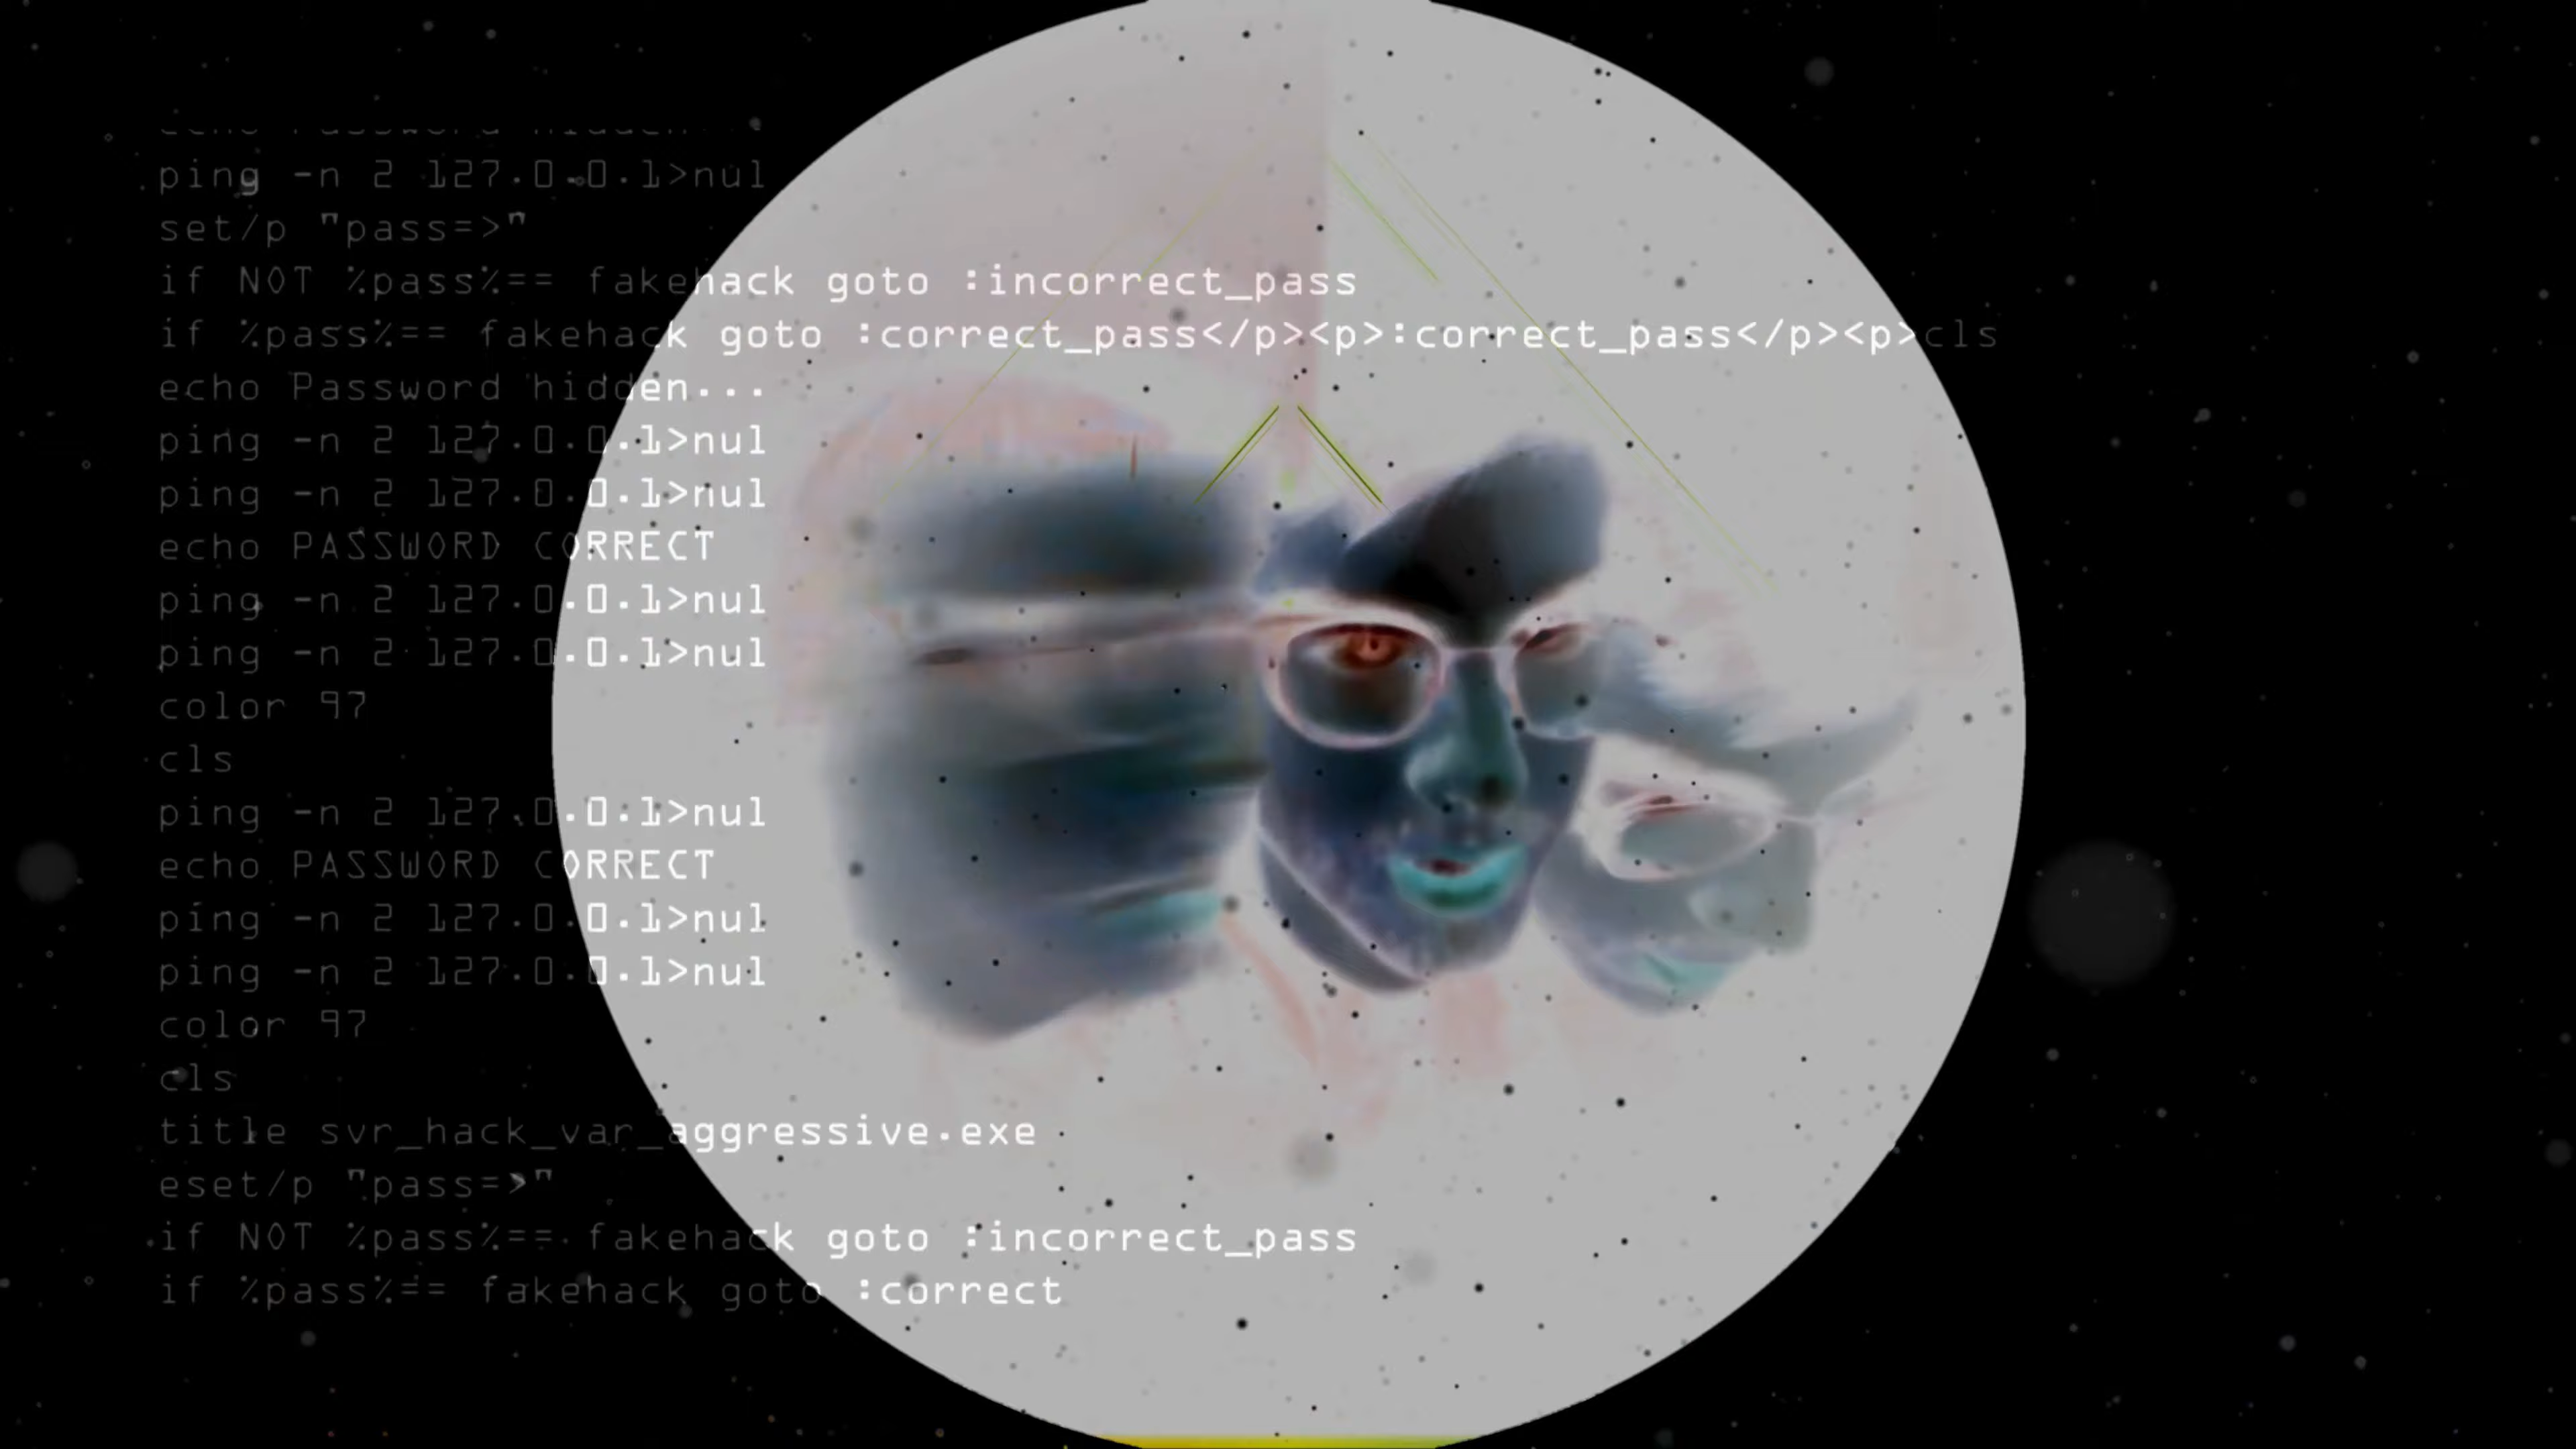 echo Password hidden...
ping -n 2 127.0.0.1>nul
set/p "pass=>"
if NOT %pass%== fakehack goto :incorrect_pass
if %pass%== fakehack goto :correct_pass</p><p>:correct_pass</p><p>cls
echo Password hidden...
ping -n 2 127.0.0.1>nul
ping -n 2 127.0.0.1>nul
echo PASSWORD CORRECT
ping -n 2 127.0.0.1>nul
ping -n 2 127.0.0.1>nul
color 97
cls
ping -n 2 127.0.0.1>nul
echo PASSWORD CORRECT
ping -n 2 127.0.0.1>nul
ping -n 2 127.0.0.1>nul
color 97
cls
title svr_hack_var_aggressive.exe
eset/p "pass=>"
if NOT %pass%== fakehack goto :incorrect_pass
if %pass%== fakehack goto :correct